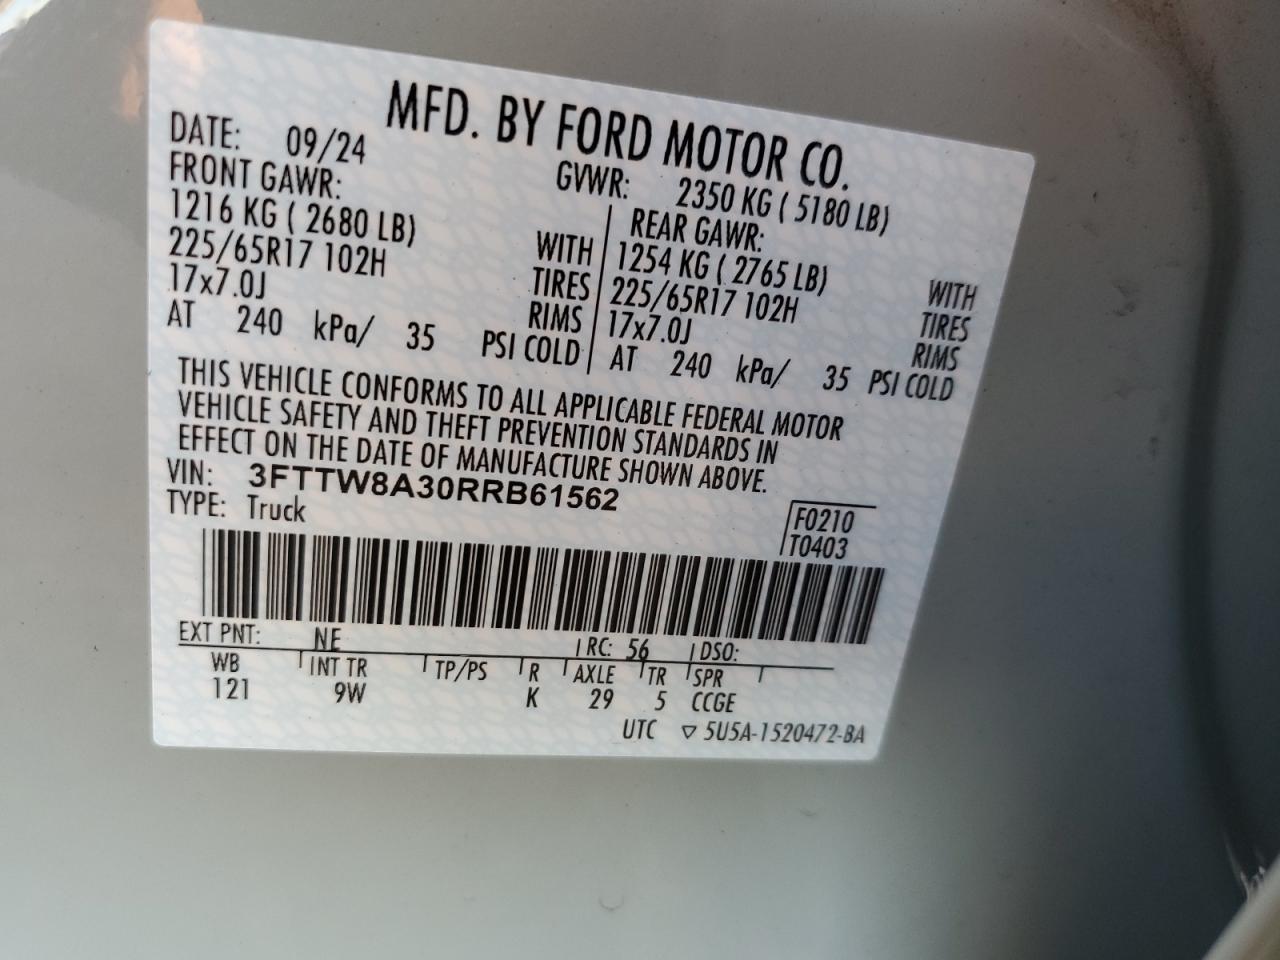 MFD. BY FORD MOTOR CO.
DATE: 09/24 GVWR: 2350 KG ( 5180 LB)
FRONT GAWR: REAR GAWR:
1216 KG ( 2680 LB) WITH 1254 KG ( 2765 LB) WITH
225/65R17 102H TIRES 225/65R17 102H TIRES
17x7.0J RIMS 17x7.0J RIMS
AT 240 kPa/ 35 PSI COLD AT 240 kPa/ 35 PSI COLD
THIS VEHICLE CONFORMS TO ALL APPLICABLE FEDERAL MOTOR
VEHICLE SAFETY AND THEFT PREVENTION STANDARDS IN
EFFECT ON THE DATE OF MANUFACTURE SHOWN ABOVE.
VIN: 3FTTW8A30RRB61562
TYPE: Truck F0210
T0403
EXT PNT: NE RC: 56 DSO:
WB INT TR TP/PS R AXLE TR SPR
121 9W K 29 5 CCGE
UTC ▽ 5U5A-1520472-BA